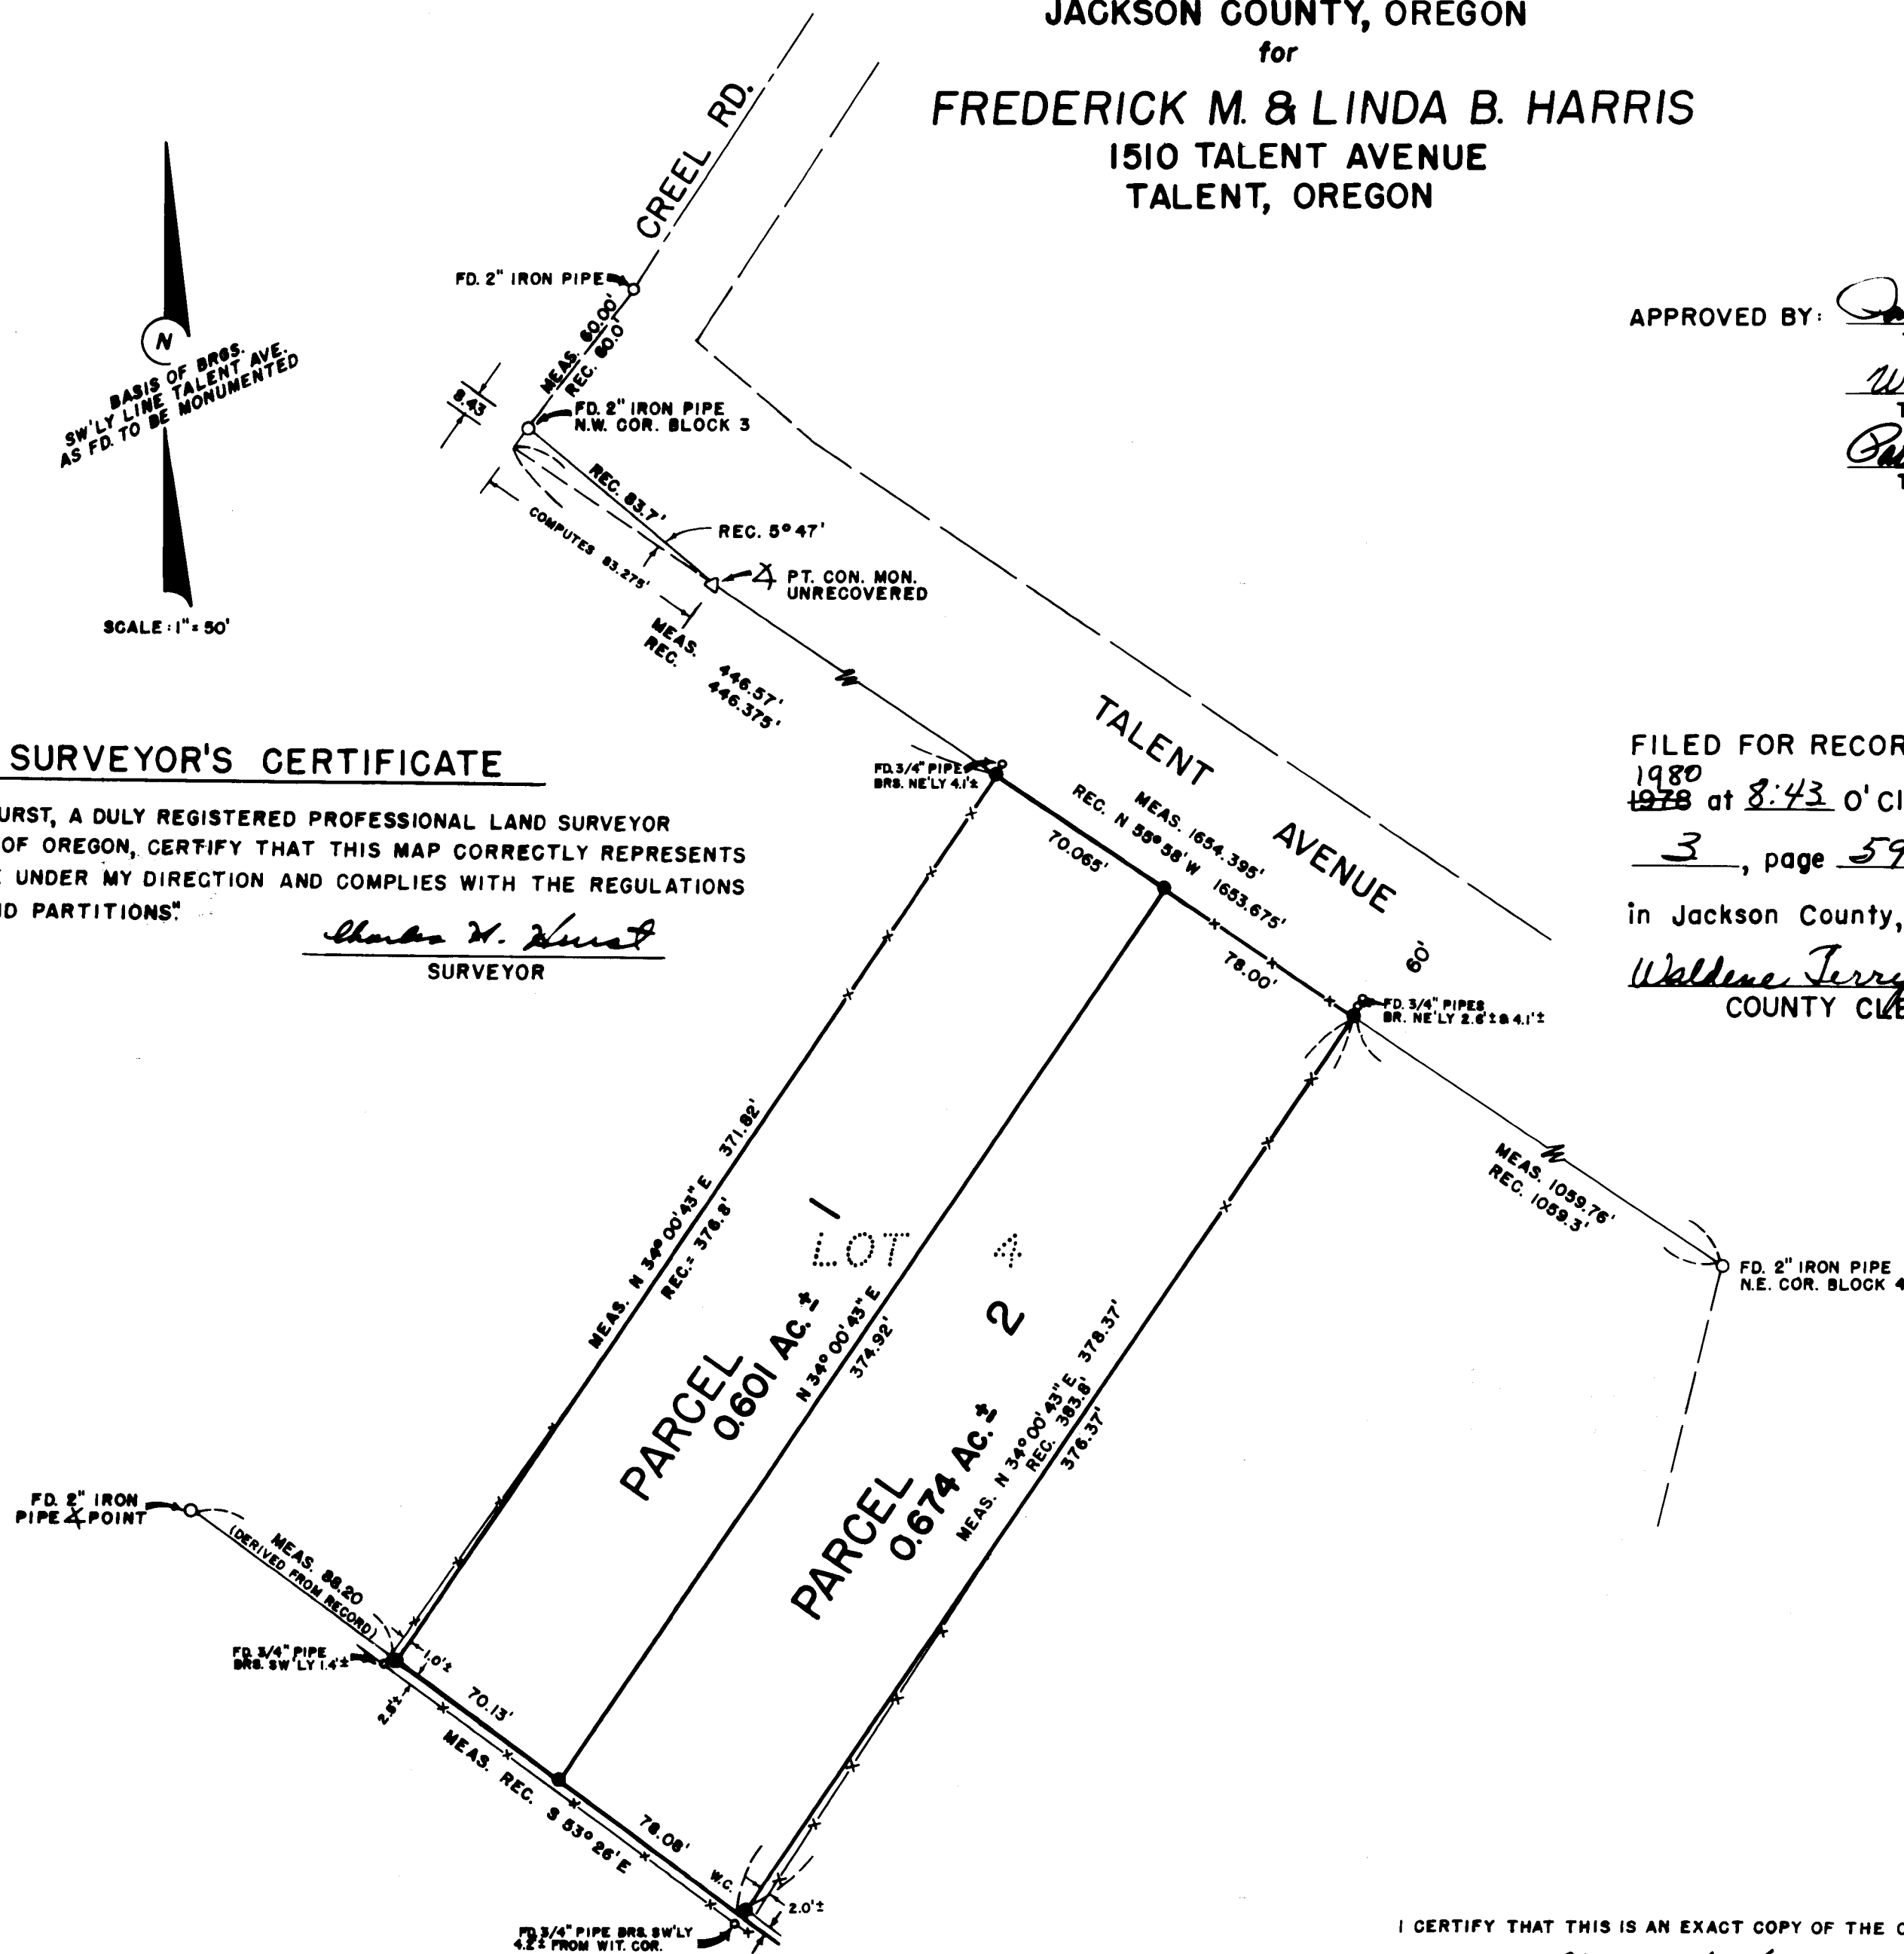 JACKSON COUNTY, OREGON
for
FREDERICK M. & LINDA B. HARRIS
1510 TALENT AVENUE
TALENT, OREGON
CREEL RD.
FD. 2" IRON PIPE
MEAS. 60.00'
REC. 60.0'
8.43
FD. 2" IRON PIPE
N.W. COR. BLOCK 3
N
BASIS OF BRGS.
SW'LY LINE TALENT AVE.
AS FD. TO BE MONUMENTED
SCALE: 1" = 50'
APPROVED BY:
REC. 83.7'
REC. 5° 47'
COMPUTES 83.275'
∡ PT. CON. MON.
UNRECOVERED
MEAS. 446.57'
REC. 446.375'
SURVEYOR'S CERTIFICATE
URST, A DULY REGISTERED PROFESSIONAL LAND SURVEYOR
OF OREGON, CERTIFY THAT THIS MAP CORRECTLY REPRESENTS
UNDER MY DIRECTION AND COMPLIES WITH THE REGULATIONS
D PARTITIONS".
Charles W. Hurst
SURVEYOR
FD. 3/4" PIPE
BRS. NE'LY 4.1'±
TALENT AVENUE
MEAS. 1654.395'
REC. N 55° 58' W 1653.675'
70.065'
78.00'
60'
FD. 3/4" PIPES
BR. NE'LY 2.6'± & 4.1'±
FILED FOR RECOR
1980
1978 at 8:43 O'Cl
3, page 59
in Jackson County,
Waldene Terry
COUNTY CLE
MEAS. N 34° 00' 43" E 371.82'
REC. = 376.8'
LOT 4
PARCEL 1
0.601 Ac. ±
N 34° 00' 43" E
374.92'
PARCEL 2
0.674 Ac. ±
MEAS. N 34° 00' 43" E 378.37'
REC. 383.8'
376.37'
MEAS. 1059.76'
REC. 1059.3'
FD. 2" IRON PIPE
N.E. COR. BLOCK 4
FD. 2" IRON
PIPE ∡ POINT
MEAS. 88.20
(DERIVED FROM RECORD)
FD. 3/4" PIPE
BRS. SW'LY 1.4'±
1.0'±
70.13'
MEAS. REC. S 53° 26' E
78.08'
W.C.
2.0'±
FD. 3/4" PIPE BRS. SW'LY
4.2'± FROM WIT. COR.
I CERTIFY THAT THIS IS AN EXACT COPY OF THE O